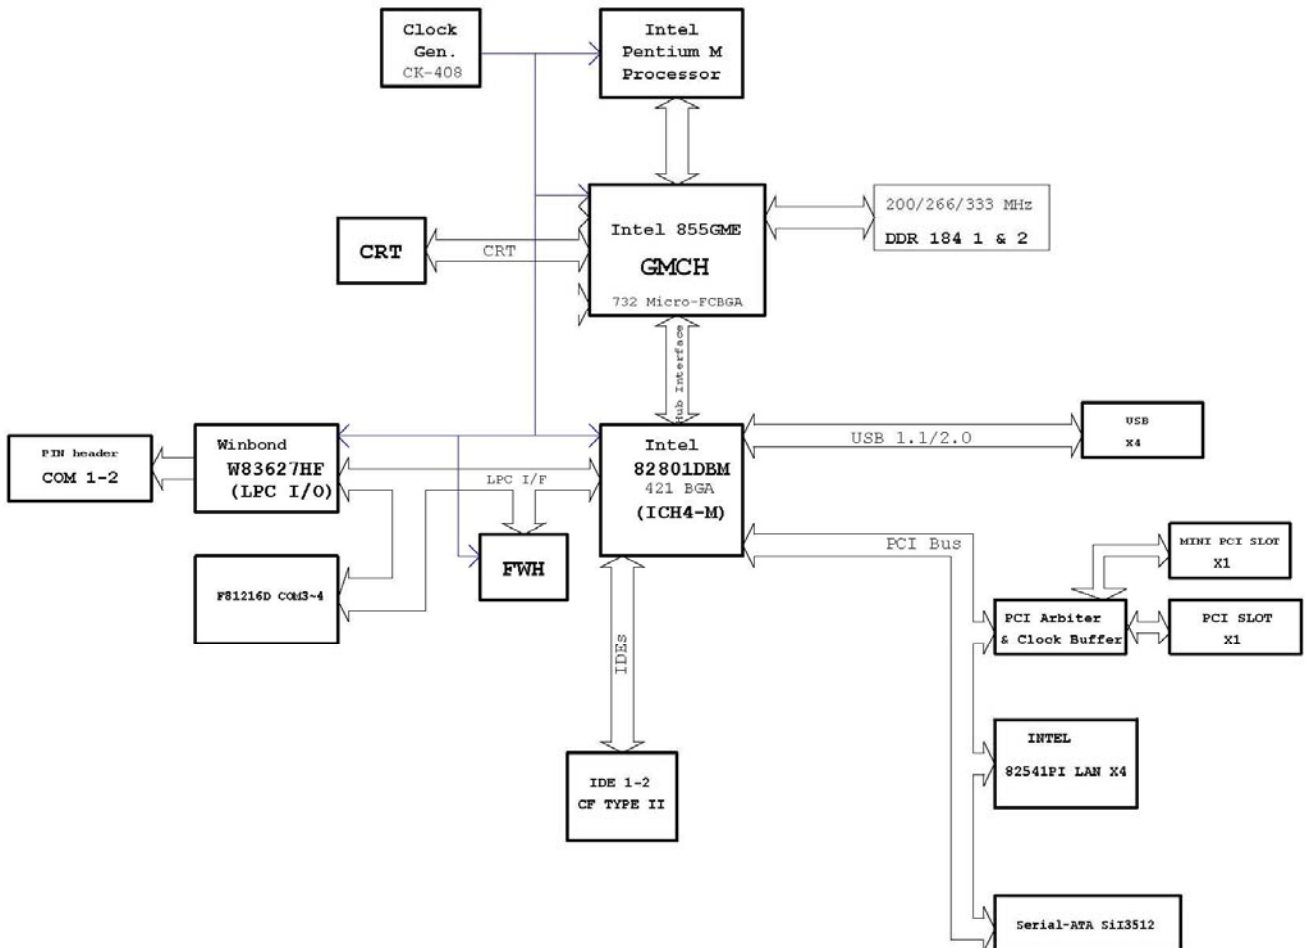 Clock
Gen.
CK-408
Intel
Pentium M
Processor
Intel 855GME
GMCH
732 Micro-FCBGA
200/266/333 MHz
DDR 184 1 & 2
CRT
CRT
Hub Interface
PIN header
COM 1-2
Winbond
W83627HF
(LPC I/O)
LPC I/F
Intel
82801DBM
421 BGA
(ICH4-M)
USB 1.1/2.0
USB
X4
F81216D COM3~4
FWH
PCI Bus
MINI PCI SLOT
X1
PCI Arbiter
& Clock Buffer
PCI SLOT
X1
IDEs
IDE 1-2
CF TYPE II
INTEL
82541PI LAN X4
Serial-ATA SiI3512